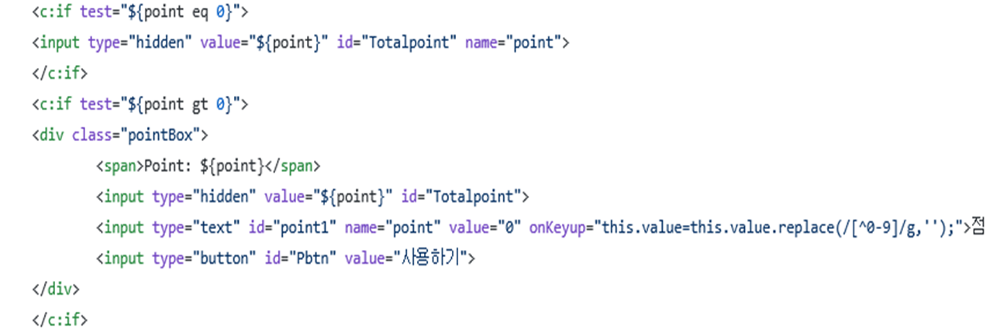 <c:if test="${point eq 0}">
<input type="hidden" value="${point}" id="Totalpoint" name="point">
</c:if>
<c:if test="${point gt 0}">
<div class="pointBox">
<span>Point: ${point}</span>
<input type="hidden" value="${point}" id="Totalpoint">
<input type="text" id="point1" name="point" value="0" onKeyup="this.value=this.value.replace(/[^0-9]/g,'');">점
<input type="button" id="Pbtn" value="사용하기">
</div>
</c:if>